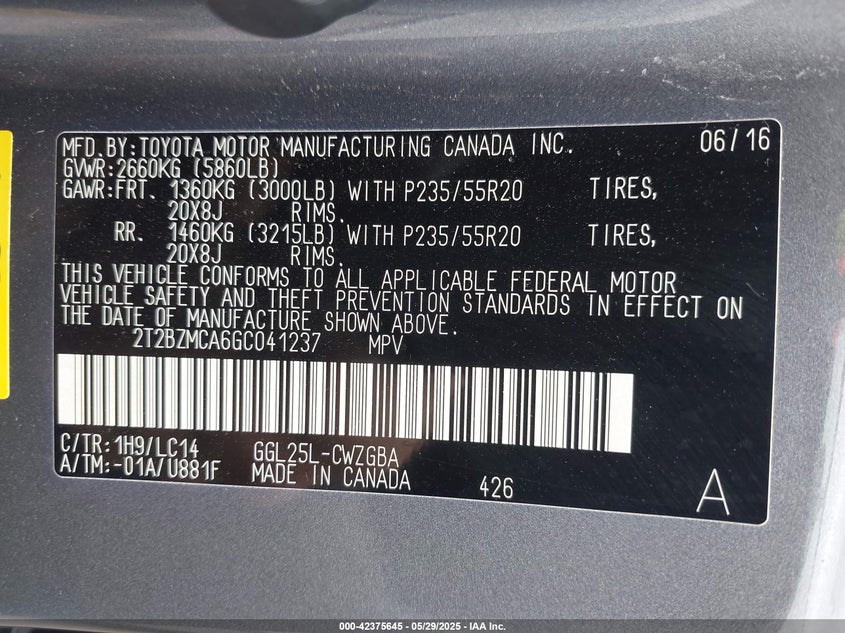 MFD.BY:TOYOTA MOTOR MANUFACTURING CANADA INC. 06/16
GVWR:2660KG (5860LB)
GAWR:FRT. 1360KG (3000LB) WITH P235/55R20 TIRES,
20X8J RIMS.
RR. 1460KG (3215LB) WITH P235/55R20 TIRES,
20X8J RIMS.
THIS VEHICLE CONFORMS TO ALL APPLICABLE FEDERAL MOTOR
VEHICLE SAFETY AND THEFT PREVENTION STANDARDS IN EFFECT ON
THE DATE OF MANUFACTURE SHOWN ABOVE.
2T2BZMCA6GC041237 MPV
C/TR:1H9/LC14 GGL25L-CWZGBA
A/TM:-01A/U881F MADE IN CANADA 426
A
000-42375645 / 05/29/2025 - IAA Inc.